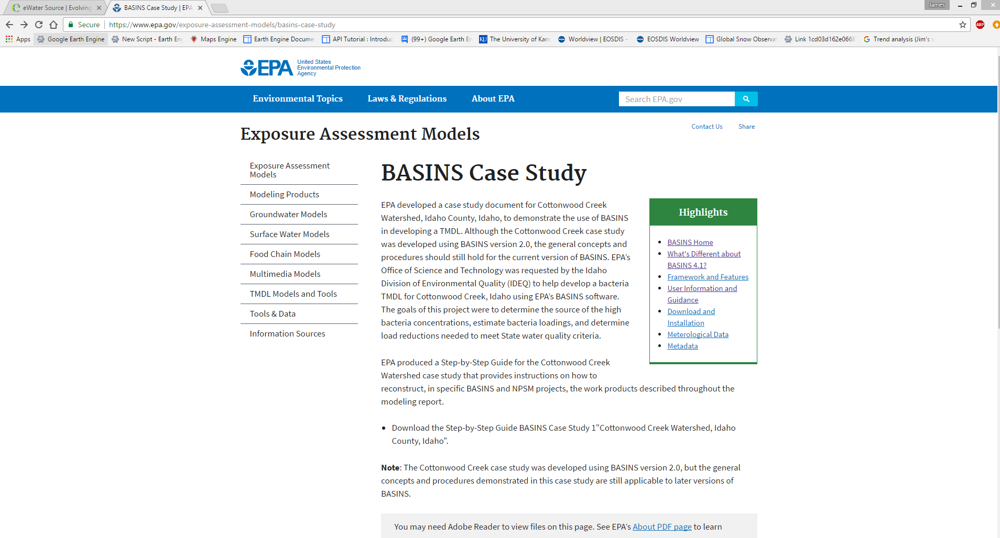 eWater Source | Evolving
BASINS Case Study | EPA
James
Secure
https://www.epa.gov/exposure-assessment-models/basins-case-study
ABP
Apps
Google Earth Engine
New Script - Earth Eng
Maps Engine
Earth Engine Docume
API Tutorial : Introduc
(99+) Google Earth En
KU
The University of Kans
Worldview | EOSDIS -
EOSDIS Worldview
Global Snow Observa
Link 1cd03d162e0668
Trend analysis (Jim's v
EPA
United States
Environmental Protection
Agency
Environmental Topics
Laws & Regulations
About EPA
Search EPA.gov
Contact Us
Share
Exposure Assessment Models
Exposure Assessment
Models
Modeling Products
Groundwater Models
Surface Water Models
Food Chain Models
Multimedia Models
TMDL Models and Tools
Tools & Data
Information Sources
BASINS Case Study
EPA developed a case study document for Cottonwood Creek
Watershed, Idaho County, Idaho, to demonstrate the use of BASINS
in developing a TMDL. Although the Cottonwood Creek case study
was developed using BASINS version 2.0, the general concepts and
procedures should still hold for the current version of BASINS. EPA's
Office of Science and Technology was requested by the Idaho
Division of Environmental Quality (IDEQ) to help develop a bacteria
TMDL for Cottonwood Creek, Idaho using EPA's BASINS software.
The goals of this project were to determine the source of the high
bacteria concentrations, estimate bacteria loadings, and determine
load reductions needed to meet State water quality criteria.
Highlights
BASINS Home
What's Different about
BASINS 4.1?
Framework and Features
User Information and
Guidance
Download and
Installation
Meterological Data
Metadata
EPA produced a Step-by-Step Guide for the Cottonwood Creek
Watershed case study that provides instructions on how to
reconstruct, in specific BASINS and NPSM projects, the work products described throughout the
modeling report.
Download the Step-by-Step Guide BASINS Case Study 1"Cottonwood Creek Watershed, Idaho
County, Idaho".
Note: The Cottonwood Creek case study was developed using BASINS version 2.0, but the general
concepts and procedures demonstrated in this case study are still applicable to later versions of
BASINS.
You may need Adobe Reader to view files on this page. See EPA's About PDF page to learn